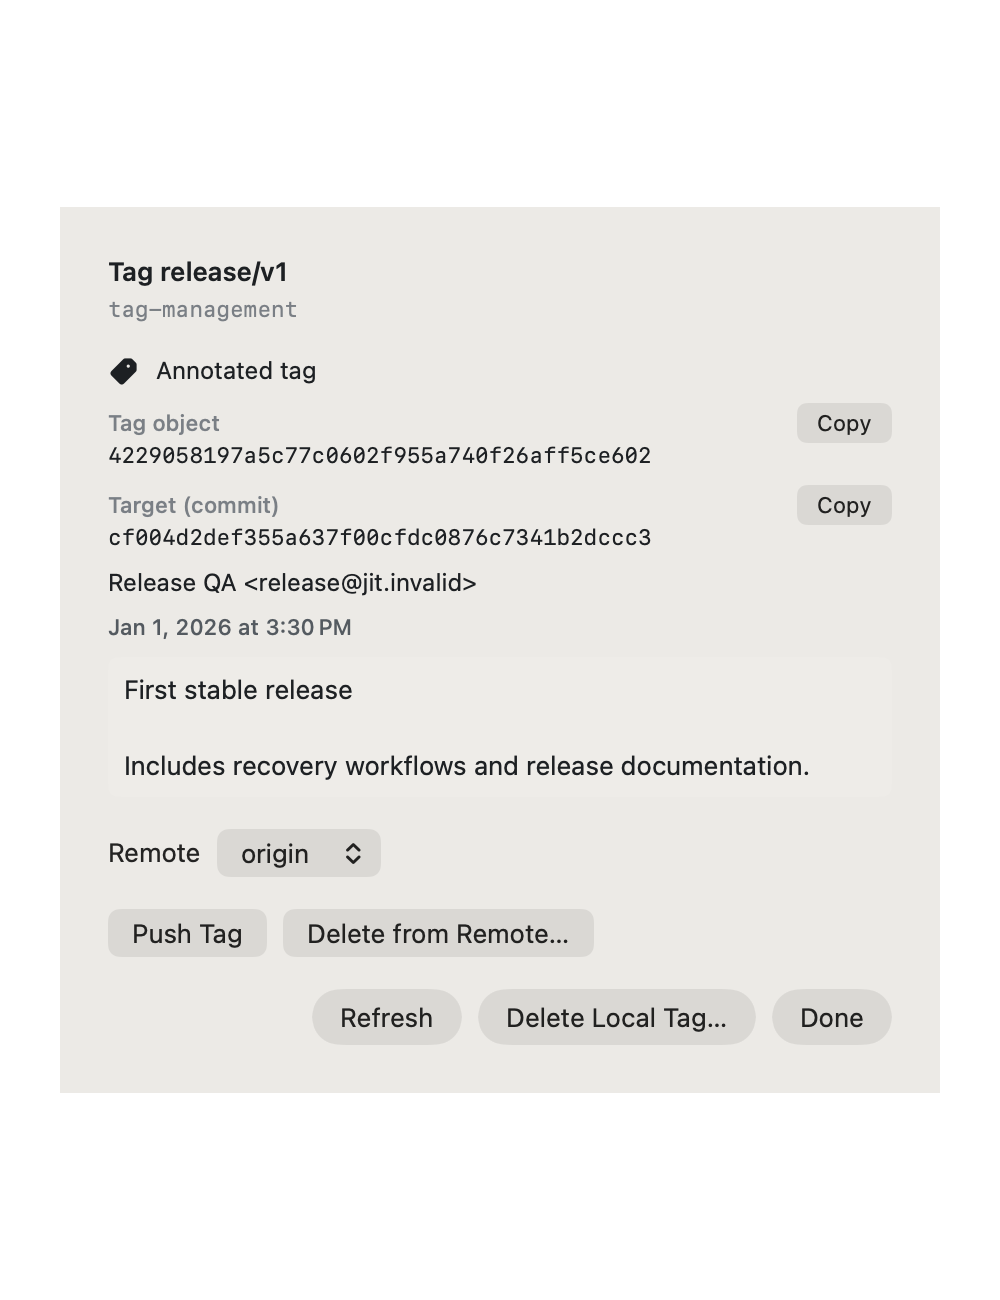 Tag release/v1
tag-management
Annotated tag
Tag object
Copy
4229058197a5c77c0602f955a740f26aff5ce602
Target (commit)
Copy
cf004d2def355a637f00cfdc0876c7341b2dccc3
Release QA <release@jit.invalid>
Jan 1, 2026 at 3:30 PM
First stable release
Includes recovery workflows and release documentation.
Remote origin
Push Tag Delete from Remote...
Refresh Delete Local Tag... Done